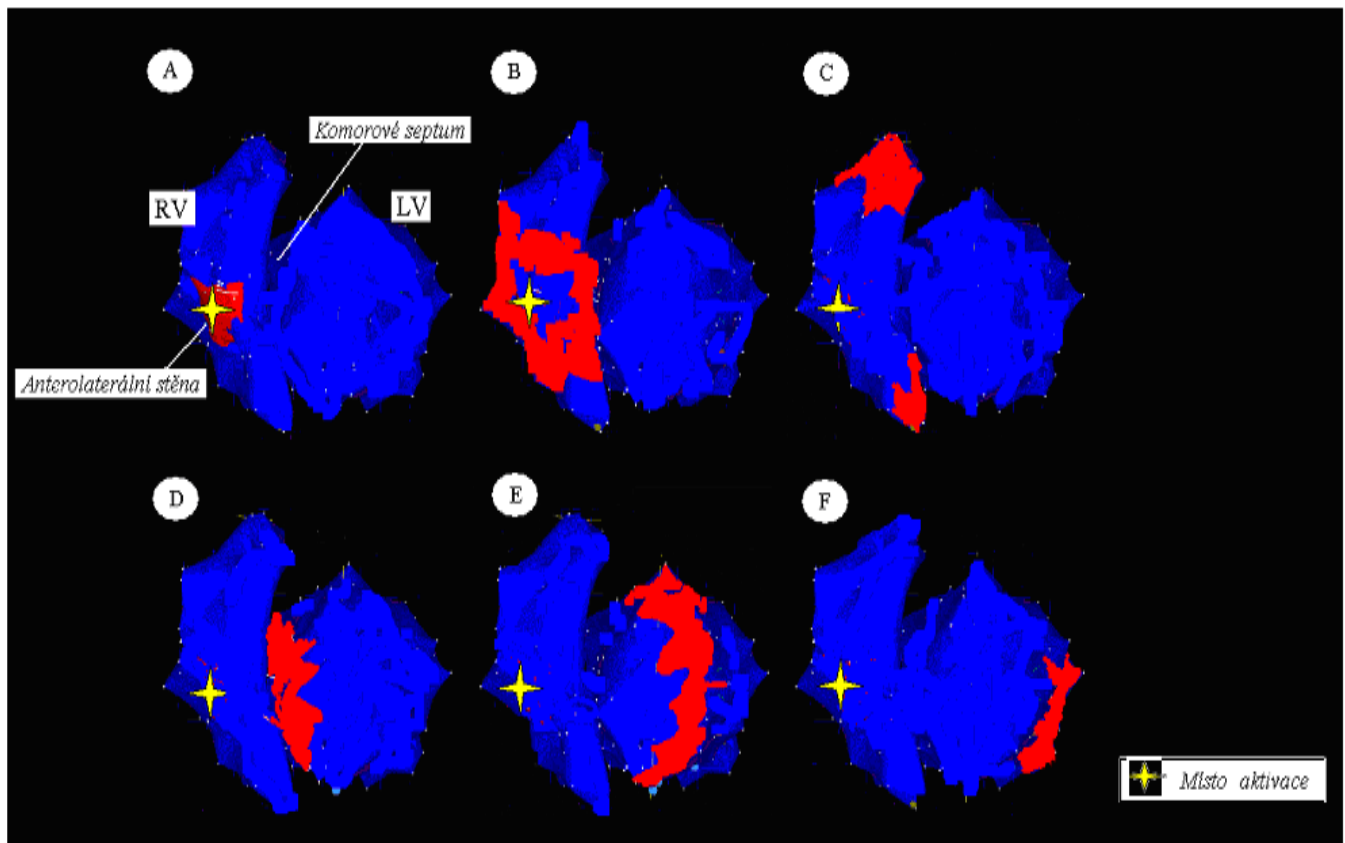 A
B
C
Komorové septum
RV
LV
Anterolaterální stěna
D
E
F
Místo aktivace